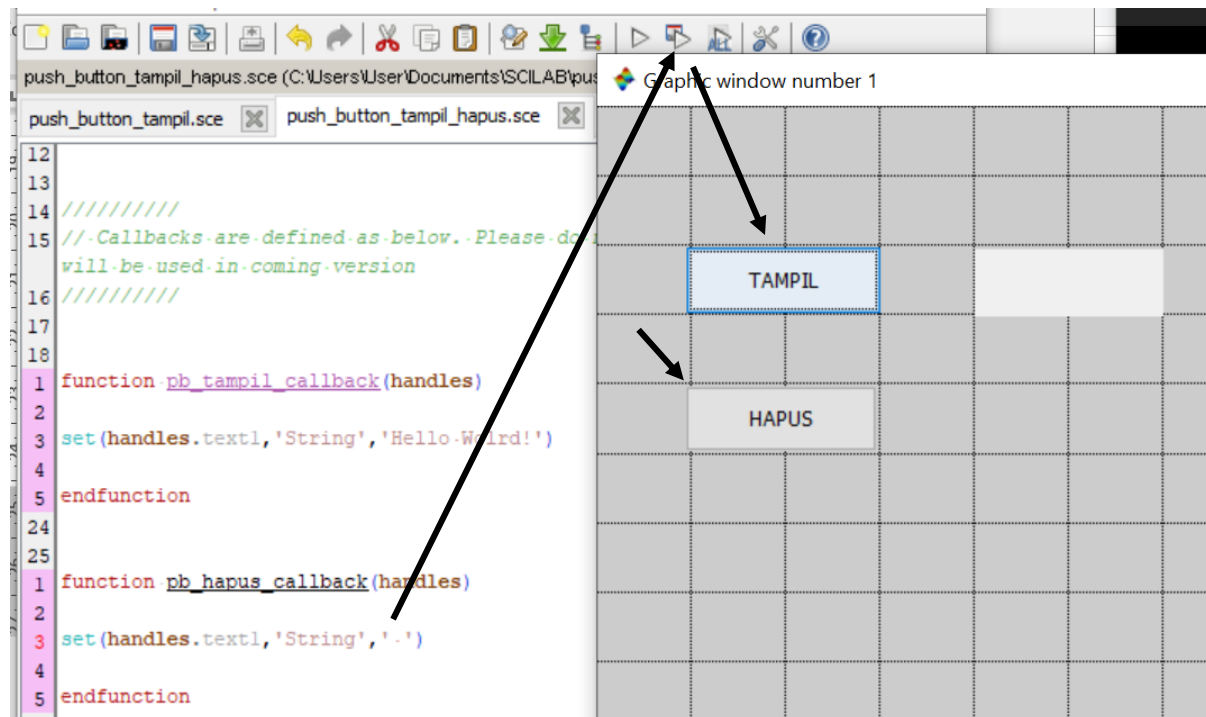 push_button_tampil_hapus.sce (C:\Users\User\Documents\SCILAB\pus
push_button_tampil.sce
push_button_tampil_hapus.sce
12
13
14 //////////
15 // Callbacks are defined as below. Please do
will be used in coming version
16 //////////
17
18
1 function pb_tampil_callback(handles)
2
3 set(handles.text1,'String','Hello Wolrd!')
4
5 endfunction
24
25
1 function pb_hapus_callback(handles)
2
3 set(handles.text1,'String',' ')
4
5 endfunction
Graphic window number 1
TAMPIL
HAPUS